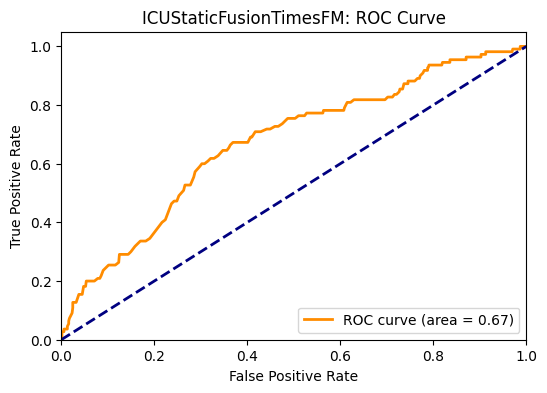 ICUStaticFusionTimesFM: ROC Curve
True Positive Rate
1.0
0.8
0.6
0.4
0.2
0.0
ROC curve (area = 0.67)
0.0 0.2 0.4 0.6 0.8 1.0
False Positive Rate